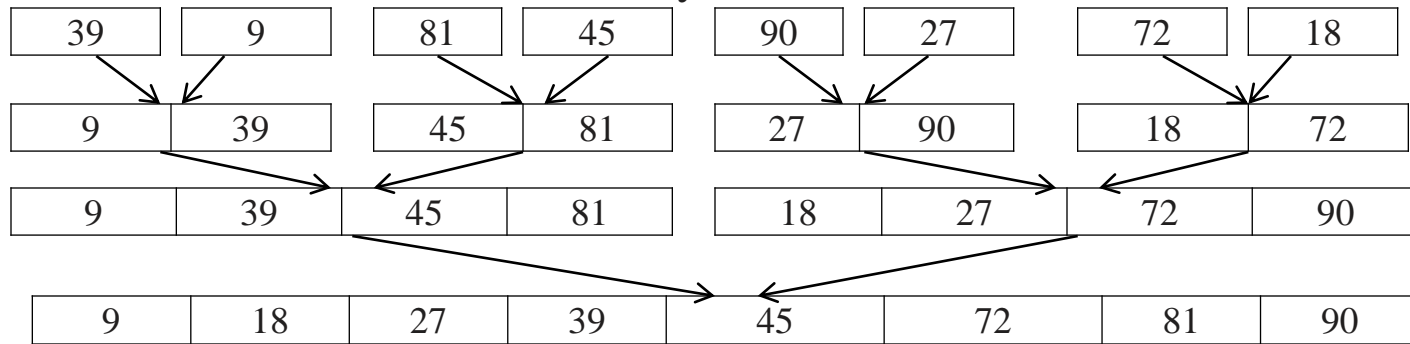 39 9 81 45 90 27 72 18
9 39 45 81 27 90 18 72
9 39 45 81 18 27 72 90
9 18 27 39 45 72 81 90